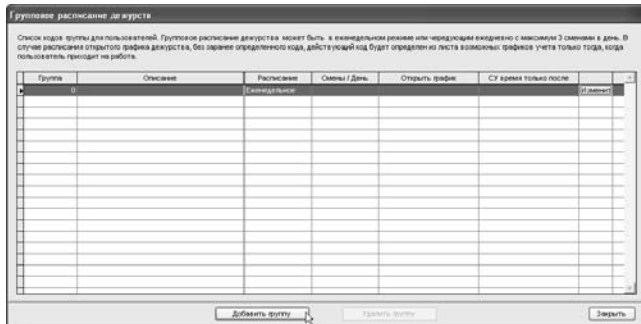 Групповое расписание дежурств
Список кодов группы для пользователей. Групповое расписание дежурства может быть в еженедельном режиме или чередующим ежедневно с максимум 3 сменами в день. В
случае расписания открытого графика дежурства, без заранее определенного кода, действующий код будет определен из листа возможных графиков учета только тогда, когда
пользователь приходит на работа.
Группа Описание Расписание Смены / День Открыть график СУ время только после
0 Еженедельное Изменит
Добавить группу Удалить группу Закрыть